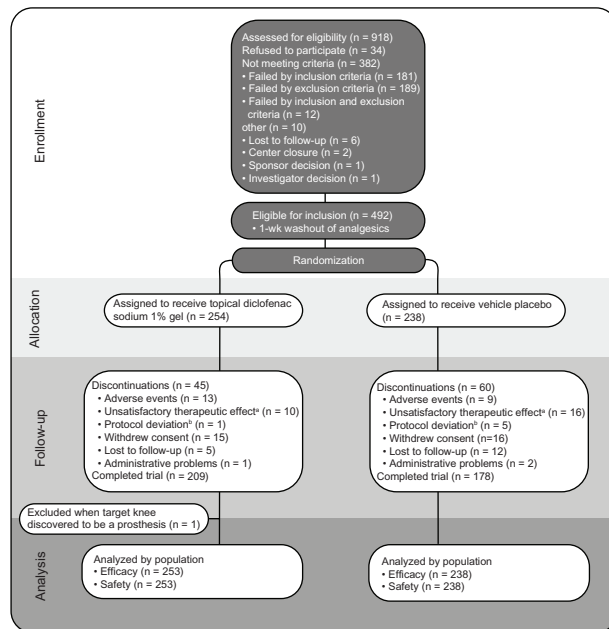 Enrollment
Assessed for eligibility (n = 918)
Refused to participate (n = 34)
Not meeting criteria (n = 382)
• Failed by inclusion criteria (n = 181)
• Failed by exclusion criteria (n = 189)
• Failed by inclusion and exclusion
criteria (n = 12)
other (n = 10)
• Lost to follow-up (n = 6)
• Center closure (n = 2)
• Sponsor decision (n = 1)
• Investigator decision (n = 1)
Eligible for inclusion (n = 492)
• 1-wk washout of analgesics
Randomization
Allocation
Assigned to receive topical diclofenac
sodium 1% gel (n = 254)
Assigned to receive vehicle placebo
(n = 238)
Follow-up
Discontinuations (n = 45)
• Adverse events (n = 13)
• Unsatisfactory therapeutic effectᵃ (n = 10)
• Protocol deviationᵇ (n = 1)
• Withdrew consent (n = 15)
• Lost to follow-up (n = 5)
• Administrative problems (n = 1)
Completed trial (n = 209)
Discontinuations (n = 60)
• Adverse events (n = 9)
• Unsatisfactory therapeutic effectᵃ (n = 16)
• Protocol deviationᵇ (n = 5)
• Withdrew consent (n=16)
• Lost to follow-up (n = 12)
• Administrative problems (n = 2)
Completed trial (n = 178)
Excluded when target knee
discovered to be a prosthesis (n = 1)
Analysis
Analyzed by population
• Efficacy (n = 253)
• Safety (n = 253)
Analyzed by population
• Efficacy (n = 238)
• Safety (n = 238)